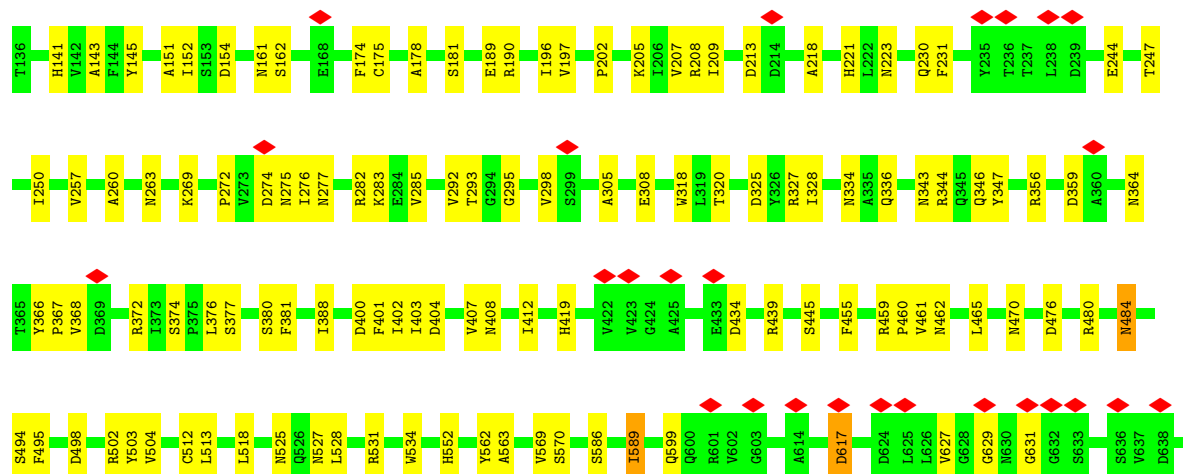 T136 H141 V142 A143 F144 Y145 A151 I152 S153 D154 N161 S162 E168 F174 C175 A178 S181 E189 R190 I196 V197 P202 K205 I206 V207 R208 I209 D213 D214 A218 H221 L222 N223 Q230 F231 Y235 T236 T237 L238 D239 E244 T247
I250 V257 A260 N263 K269 P272 V273 D274 N275 I276 N277 R282 K283 E284 V285 V292 T293 G294 G295 V298 S299 A305 E308 W318 L319 T320 D325 Y326 R327 I328 N334 A335 Q336 N343 R344 Q345 Q346 Y347 R356 D359 A360 N364
T365 Y366 P367 V368 D369 R372 I373 S374 P375 L376 S377 S380 F381 I388 D400 F401 I402 I403 D404 V407 N408 I412 H419 V422 V423 G424 A425 E433 D434 R439 S445 F455 R459 P460 V461 N462 L465 N470 D476 R480 N484
S494 F495 D498 R502 Y503 V504 C512 L513 L518 N525 Q526 N527 L528 R531 W534 H552 Y562 A563 V569 S570 S586 I589 Q599 Q600 R601 V602 G603 A614 D617 D624 L625 L626 V627 G628 G629 N630 G631 G632 S633 S636 V637 D638